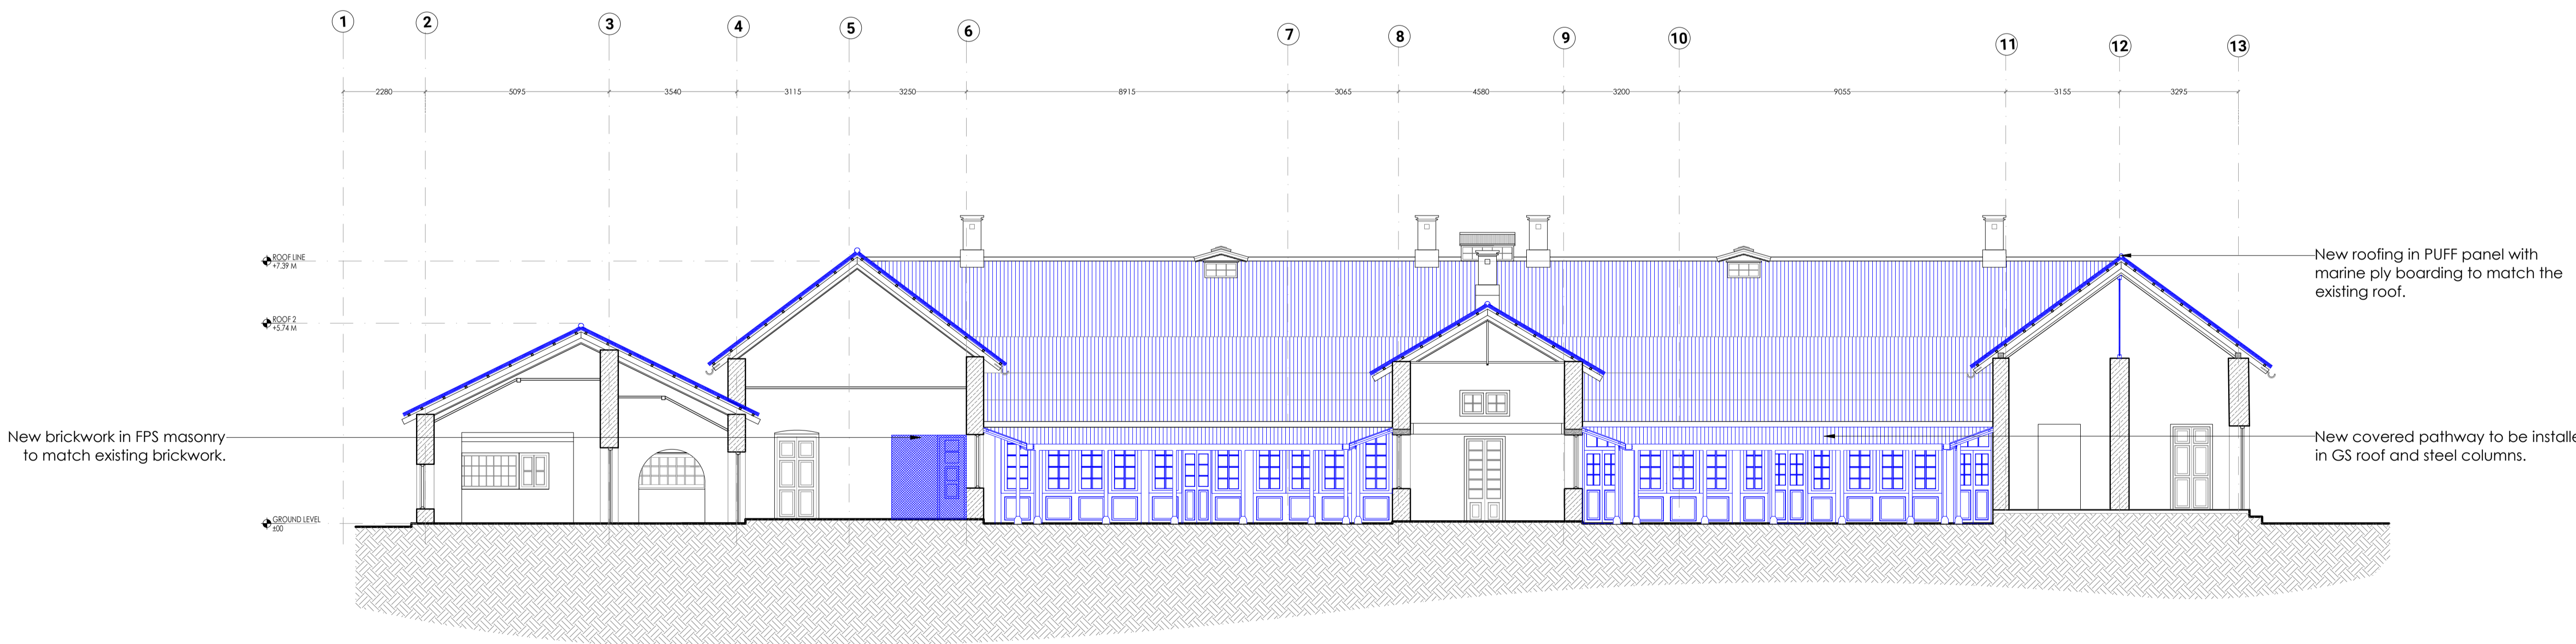 1 2 3 4 5 6 7 8 9 10 11 12 13
2280 5095 3540 3115 3250 8915 3065 4580 3200 9055 3155 3295
ROOF LINE
+7.39 M
New roofing in PUFF panel with
marine ply boarding to match the
existing roof.
ROOF 2
+5.74 M
New brickwork in FPS masonry
to match existing brickwork.
New covered pathway to be installe
in GS roof and steel columns.
GROUND LEVEL
±00